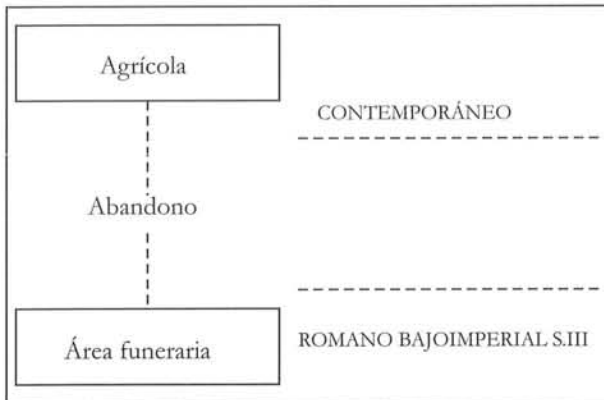 Agrícola
CONTEMPORÁNEO
Abandono
Área funeraria
ROMANO BAJOIMPERIAL S.III